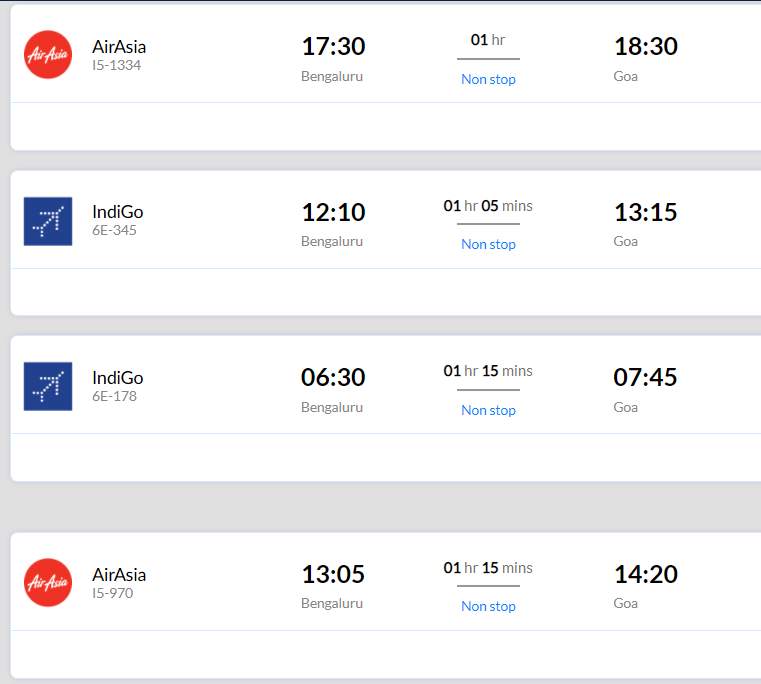 AirAsia
AirAsia 17:30 01 hr 18:30
I5-1334 Bengaluru Non stop Goa
IndiGo 12:10 01 hr 05 mins 13:15
6E-345 Bengaluru Non stop Goa
IndiGo 06:30 01 hr 15 mins 07:45
6E-178 Bengaluru Non stop Goa
AirAsia
AirAsia 13:05 01 hr 15 mins 14:20
I5-970 Bengaluru Non stop Goa